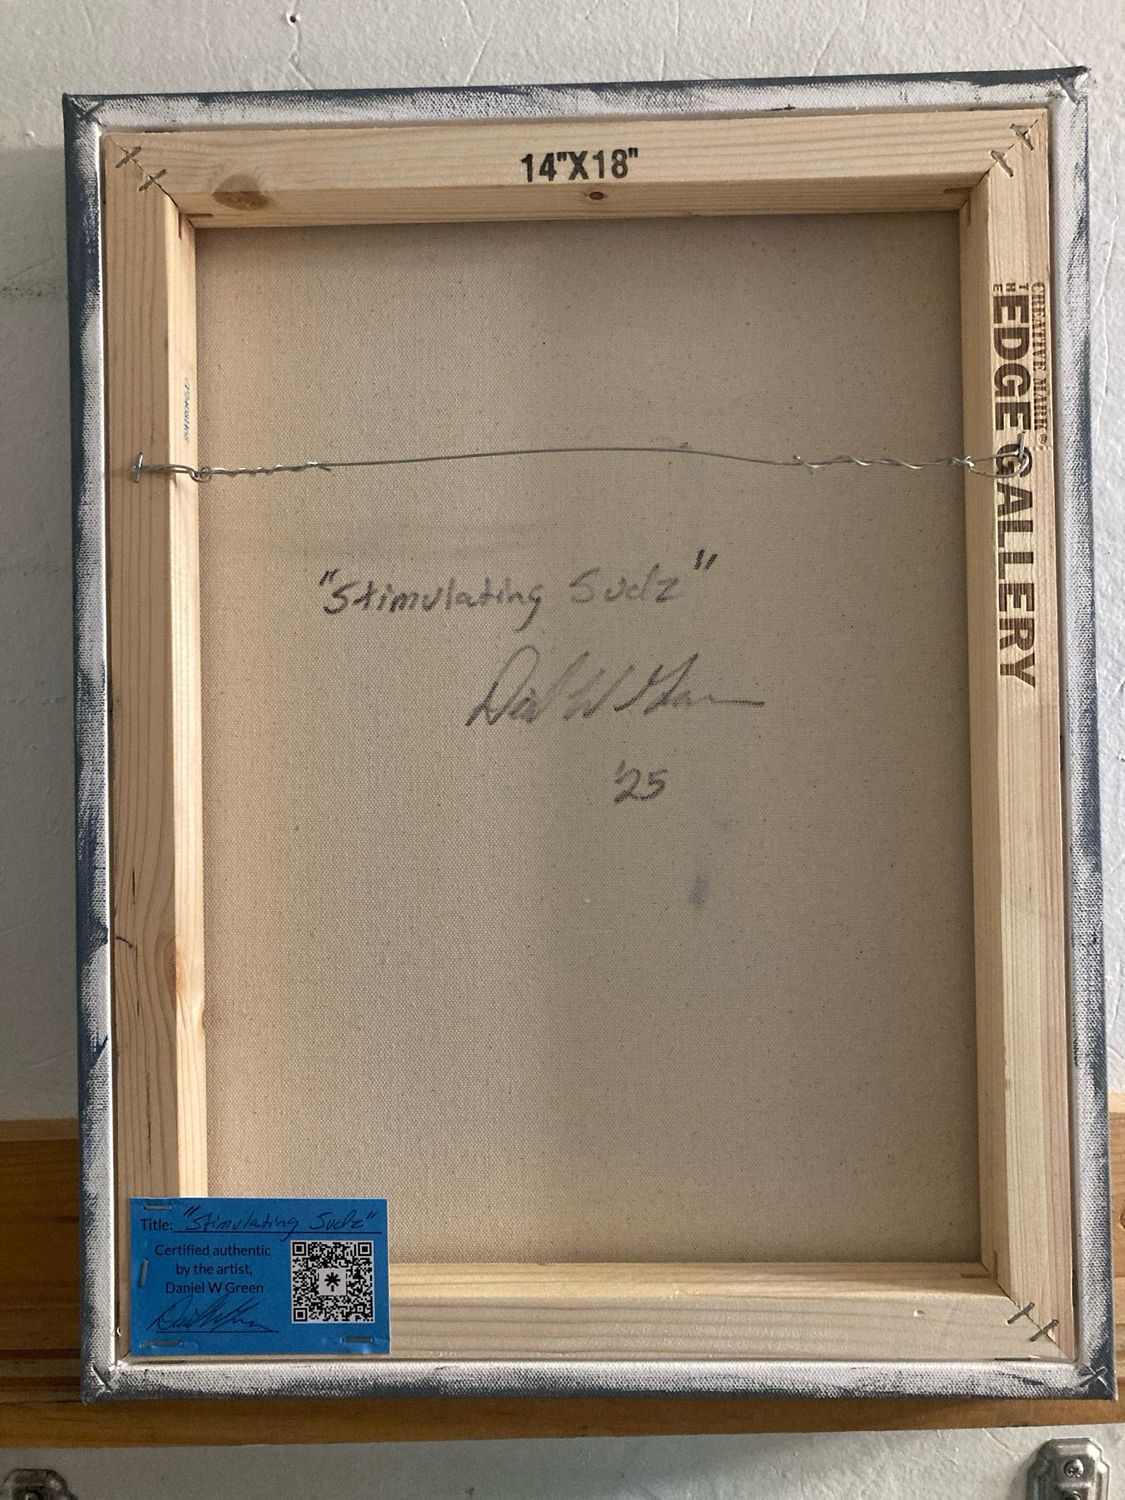 14"X18"
CREATIVE MARK®
THE
EDGE GALLERY
"Stimulating Sudz"
'25
Title: "Stimulating Sudz"
Certified authentic
by the artist,
Daniel W Green